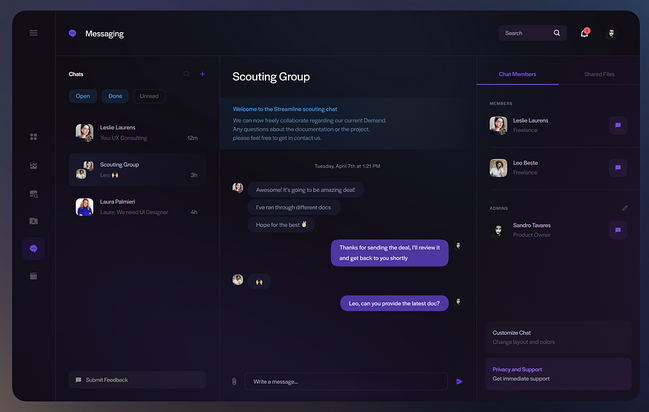 Messaging
Search
Chats
Open
Done
Unread
Leslie Laurens
You: UX Consulting
12m
Scouting Group
Leo 🙌🏻
3h
Laura Palmieri
Laura: We need UI Designer
4h
Submit Feedback
Scouting Group
Welcome to the Streamline scouting chat
We can now freely collaborate regarding our current Demand.
Any questions about the documentation or the project,
please feel free to get in contact us.
Tuesday, April 7th at 1:21 PM
Awesome! It's going to be amazing deal!
I've ran through different docs
Hope for the best ✌🏻
Thanks for sending the deal, I'll review it
and get back to you shortly
🙌🏻
Leo, can you provide the latest doc?
Write a message...
Chat Members
Shared Files
MEMBERS
Leslie Laurens
Freelance
Leo Beste
Freelance
ADMINS
Sandro Tavares
Product Owner
Customize Chat
Change layout and colors
Privacy and Support
Get immediate support